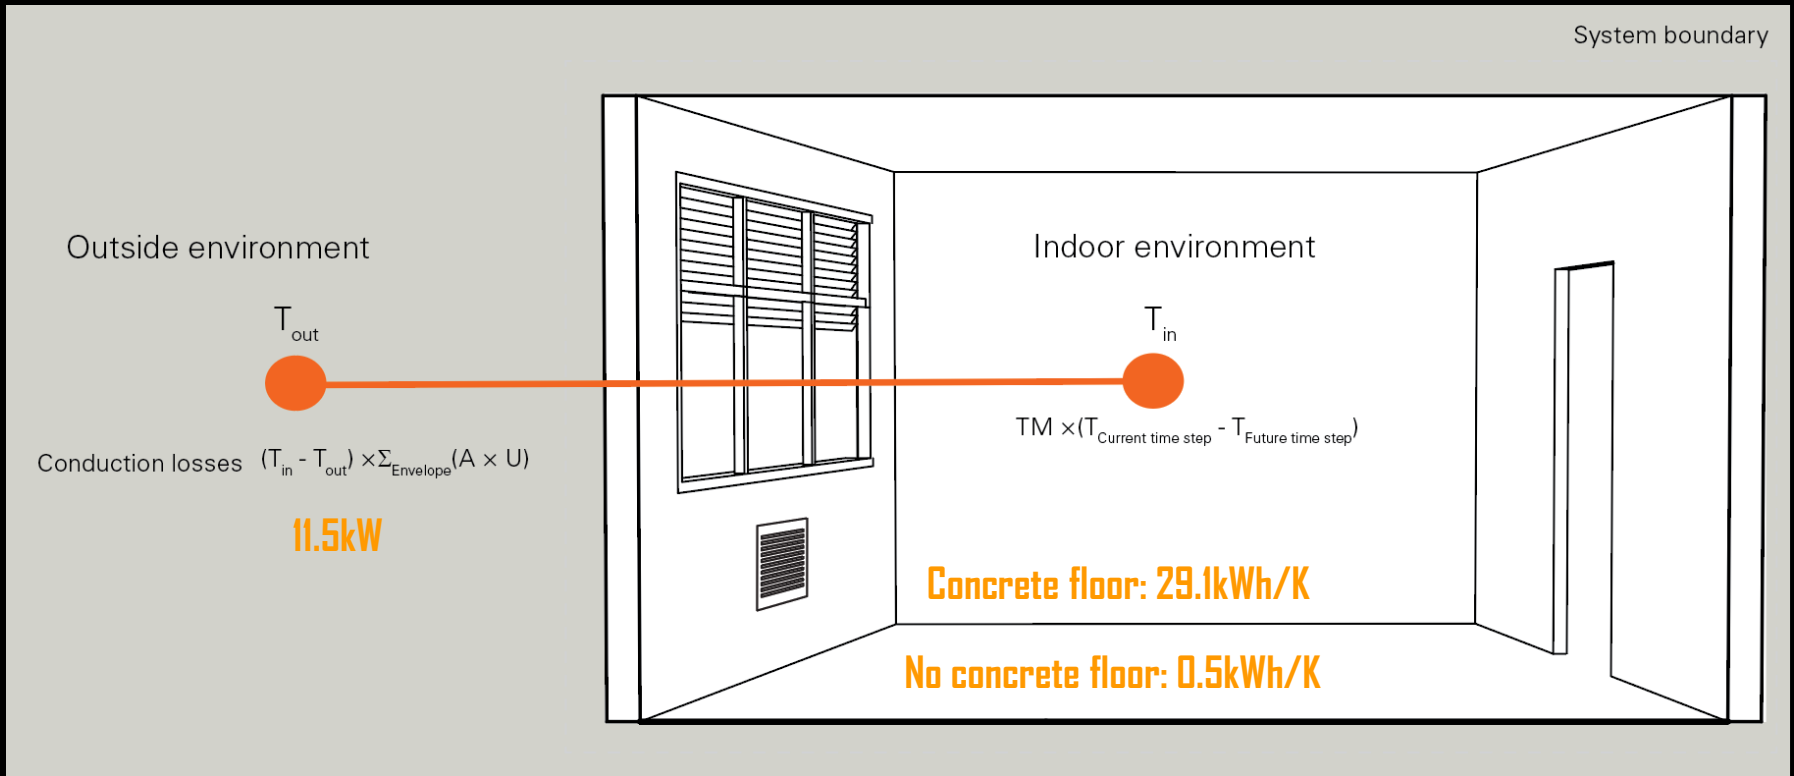 System boundary
Outside environment
Indoor environment
T out
T in
TM ×(T Current time step - T Future time step)
Conduction losses (T in - T out) ×Σ Envelope (A × U)
11.5kW
Concrete floor: 29.1kWh/K
No concrete floor: 0.5kWh/K